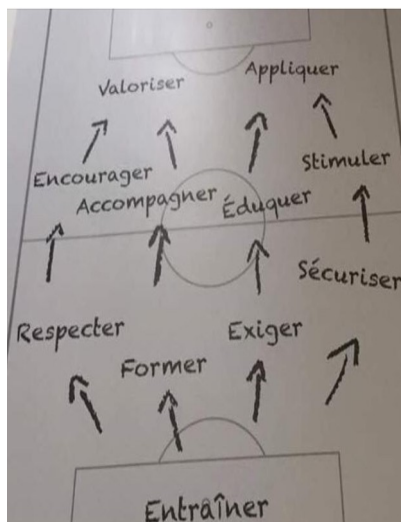 Valoriser Appliquer
Encourager Stimuler
Accompagner Éduquer
Sécuriser
Respecter Exiger
Former
Entraîner